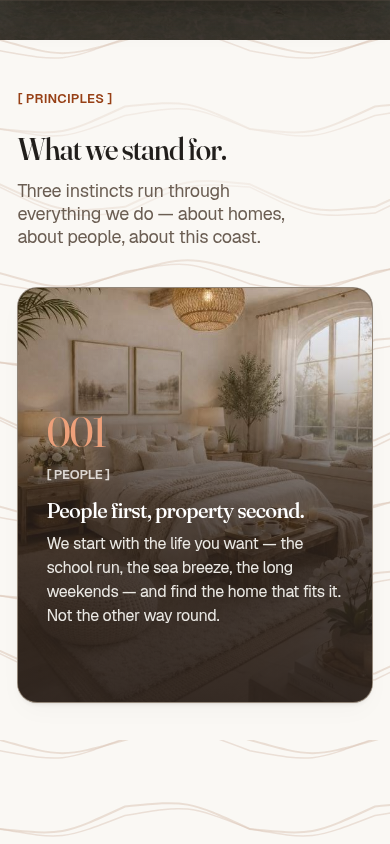 [ PRINCIPLES ]
What we stand for.
Three instincts run through
everything we do — about homes,
about people, about this coast.
001
[ PEOPLE ]
People first, property second.
We start with the life you want — the
school run, the sea breeze, the long
weekends — and find the home that fits it.
Not the other way round.